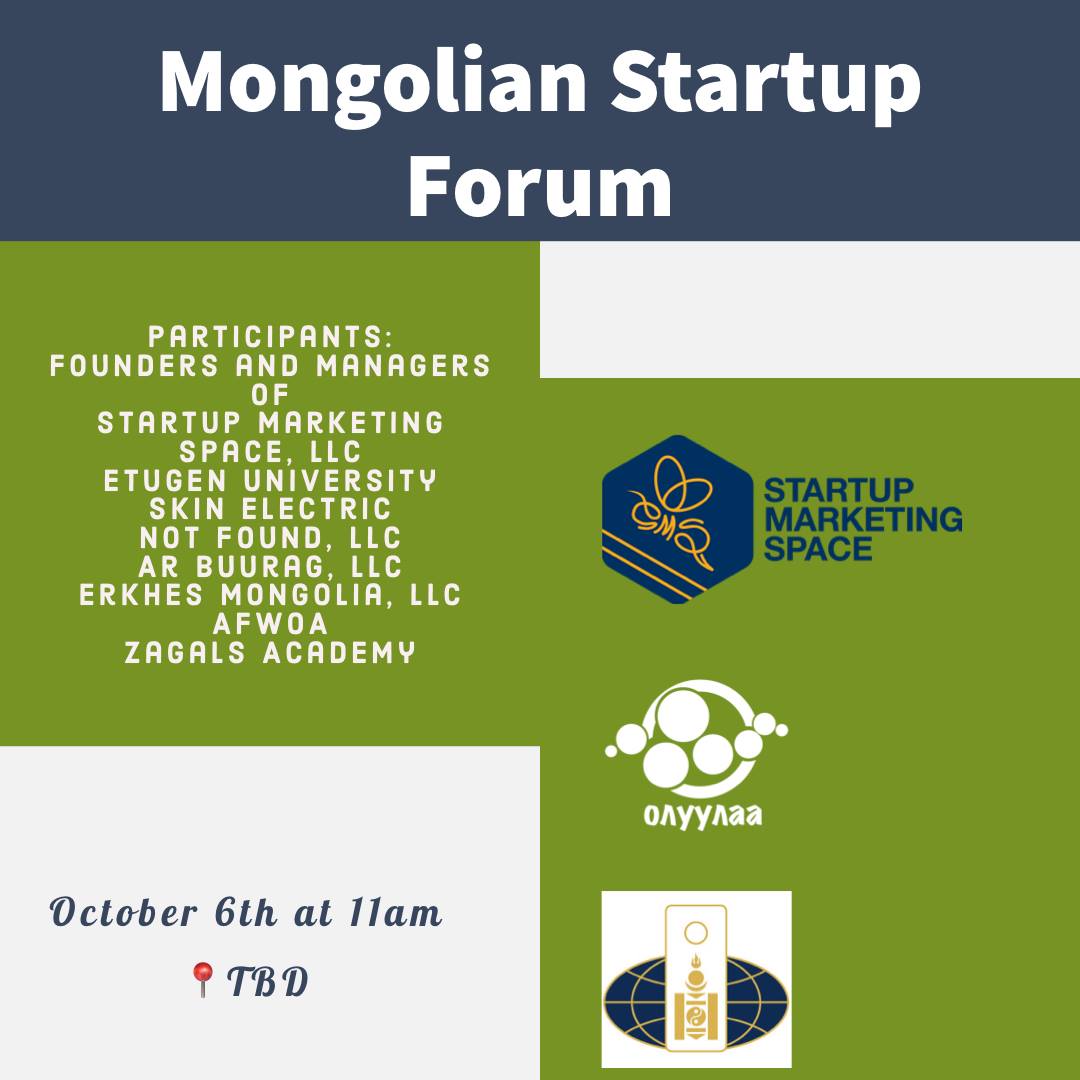 Mongolian Startup
Forum
PARTICIPANTS:
FOUNDERS AND MANAGERS
OF
STARTUP MARKETING
SPACE, LLC
ETUGEN UNIVERSITY
SKIN ELECTRIC
NOT FOUND, LLC
AR BUURAG, LLC
ERKHES MONGOLIA, LLC
AFWOA
ZAGALS ACADEMY
October 6th at 11am
TBD
SMS
STARTUP
MARKETING
SPACE
олуулаа